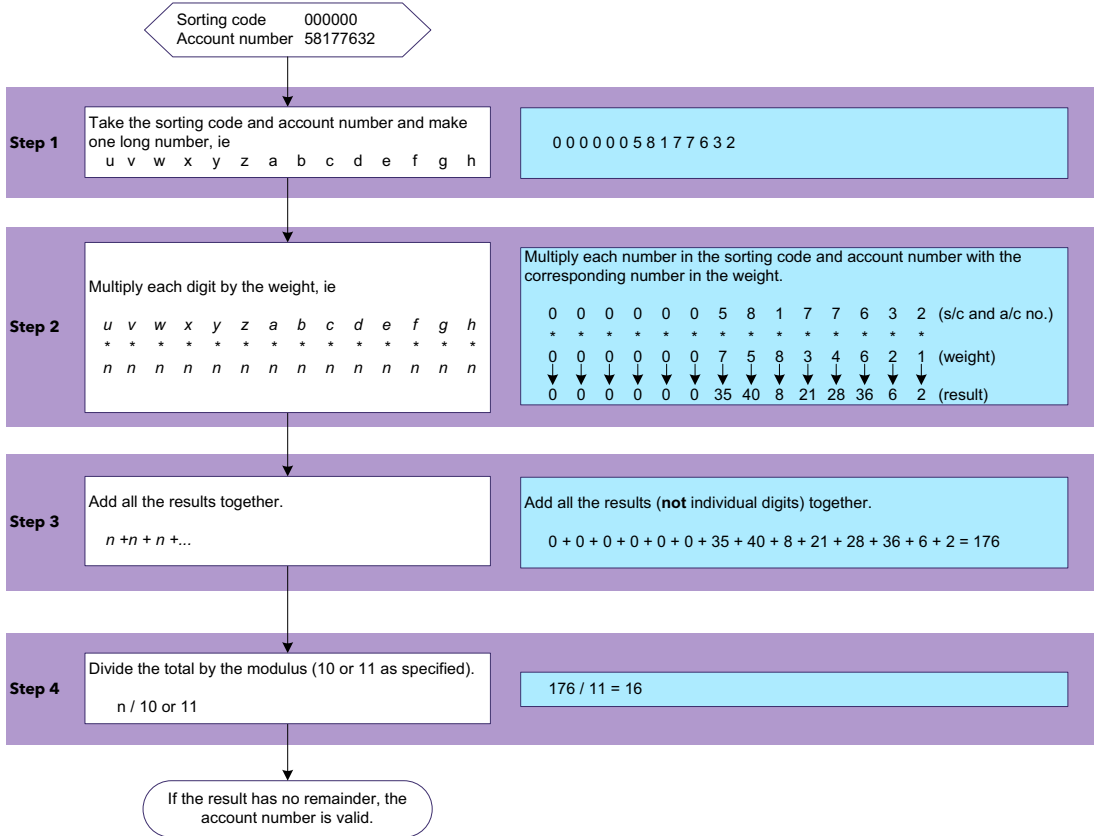 Sorting code 000000
Account number 58177632
Step 1
Take the sorting code and account number and make
one long number, ie
u v w x y z a b c d e f g h
0 0 0 0 0 0 5 8 1 7 7 6 3 2
Step 2
Multiply each digit by the weight, ie
u v w x y z a b c d e f g h
* * * * * * * * * * * * * *
n n n n n n n n n n n n n n
Multiply each number in the sorting code and account number with the
corresponding number in the weight.
0 0 0 0 0 0 5 8 1 7 7 6 3 2 (s/c and a/c no.)
* * * * * * * * * * * * * *
0 0 0 0 0 0 7 5 8 3 4 6 2 1 (weight)
0 0 0 0 0 0 35 40 8 21 28 36 6 2 (result)
Step 3
Add all the results together.
n +n + n +...
Add all the results (not individual digits) together.
0 + 0 + 0 + 0 + 0 + 0 + 35 + 40 + 8 + 21 + 28 + 36 + 6 + 2 = 176
Step 4
Divide the total by the modulus (10 or 11 as specified).
n / 10 or 11
176 / 11 = 16
If the result has no remainder, the
account number is valid.